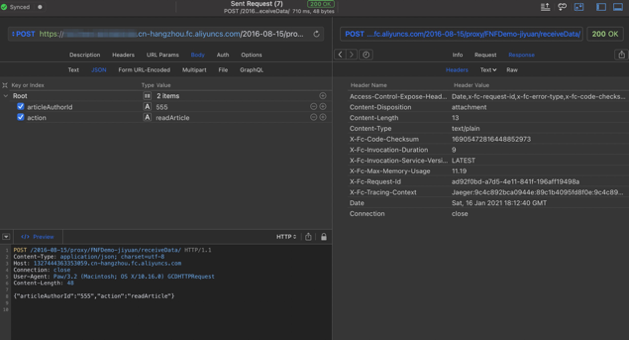 Synced
Sent Request (7)
200 OK
POST /2016...eceiveData/ 710 ms, 48 bytes
POST https://
.cn-hangzhou.fc.aliyuncs.com/2016-08-15/pro...
POST ...fc.aliyuncs.com/2016-08-15/proxy/FNFDemo-jiyuan/receiveData/
200 OK
Description Headers URL Params Body Auth Options
Text JSON Form URL-Encoded Multipart File GraphQL
Info Request Response
Headers Text Raw
Key or Index Type Value
Root 2 items
articleAuthorId A 555
action A readArticle
Header Name Header Value
Access-Control-Expose-Head... Date,x-fc-request-id,x-fc-error-type,x-fc-code-checks...
Content-Disposition attachment
Content-Length 13
Content-Type text/plain
X-Fc-Code-Checksum 16905472816448852973
X-Fc-Invocation-Duration 9
X-Fc-Invocation-Service-Versi... LATEST
X-Fc-Max-Memory-Usage 11.19
X-Fc-Request-Id ad92f0bd-a7d5-4e11-841f-196aff19498a
X-Fc-Tracing-Context Jaeger:9c4c892bca0944e:89c1b4095fd8f0e:9c4c89...
Date Sat, 16 Jan 2021 18:12:40 GMT
Connection close
</> Preview HTTP
1 POST /2016-08-15/proxy/FNFDemo-jiyuan/receiveData/ HTTP/1.1
2 Content-Type: application/json; charset=utf-8
3 Host: 1327444363353059.cn-hangzhou.fc.aliyuncs.com
4 Connection: close
5 User-Agent: Paw/3.2 (Macintosh; OS X/10.16.0) GCDHTTPRequest
6 Content-Length: 48
7
8 {"articleAuthorId":"555","action":"readArticle"}
9
10